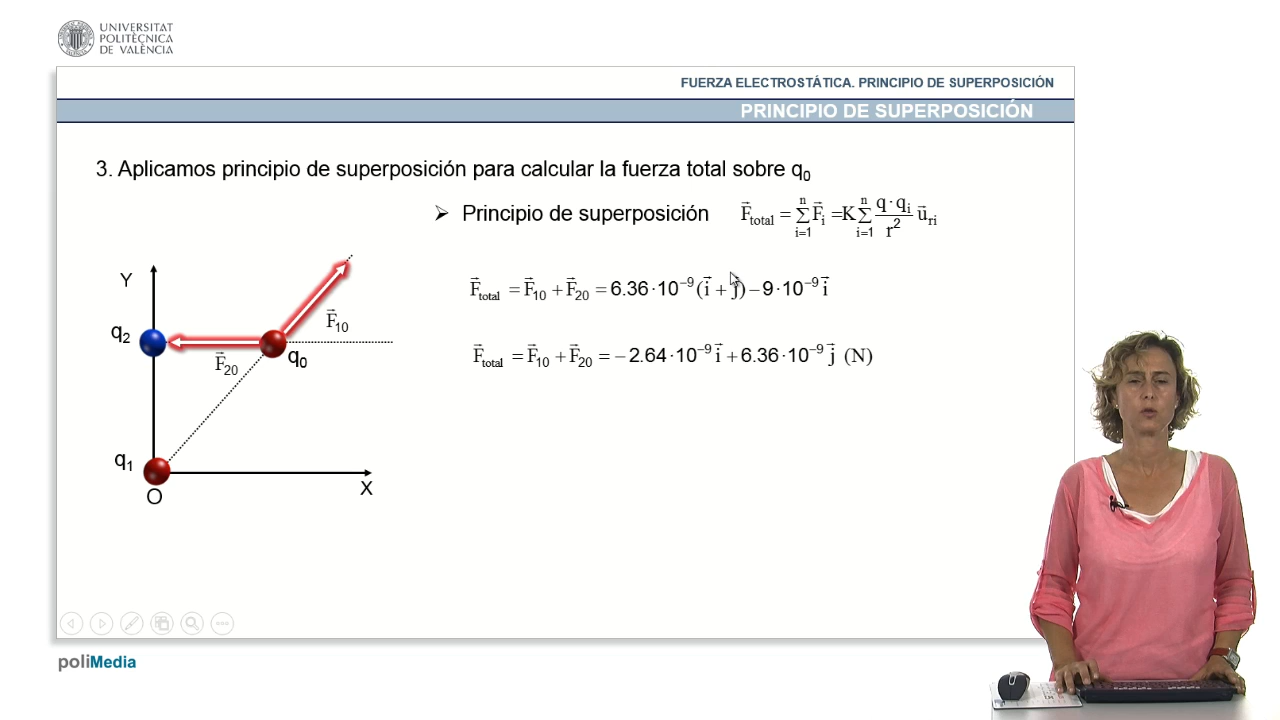 UNIVERSITAT
POLITÈCNICA
DE VALÈNCIA
FUERZA ELECTROSTÁTICA. PRINCIPIO DE SUPERPOSICIÓN
PRINCIPIO DE SUPERPOSICIÓN
3. Aplicamos principio de superposición para calcular la fuerza total sobre q₀
➢ Principio de superposición F⃗total = Σ(i=1, n) F⃗i =K Σ(i=1, n) (q · qi / r²) u⃗ri
F⃗total = F⃗10 + F⃗20 = 6.36·10⁻⁹(i⃗ + j⃗) − 9·10⁻⁹ i⃗
F⃗total = F⃗10 + F⃗20 = −2.64·10⁻⁹ i⃗ + 6.36·10⁻⁹ j⃗ (N)
Y
q₂
F⃗10
F⃗20
q₀
q₁
O
X
poliMedia